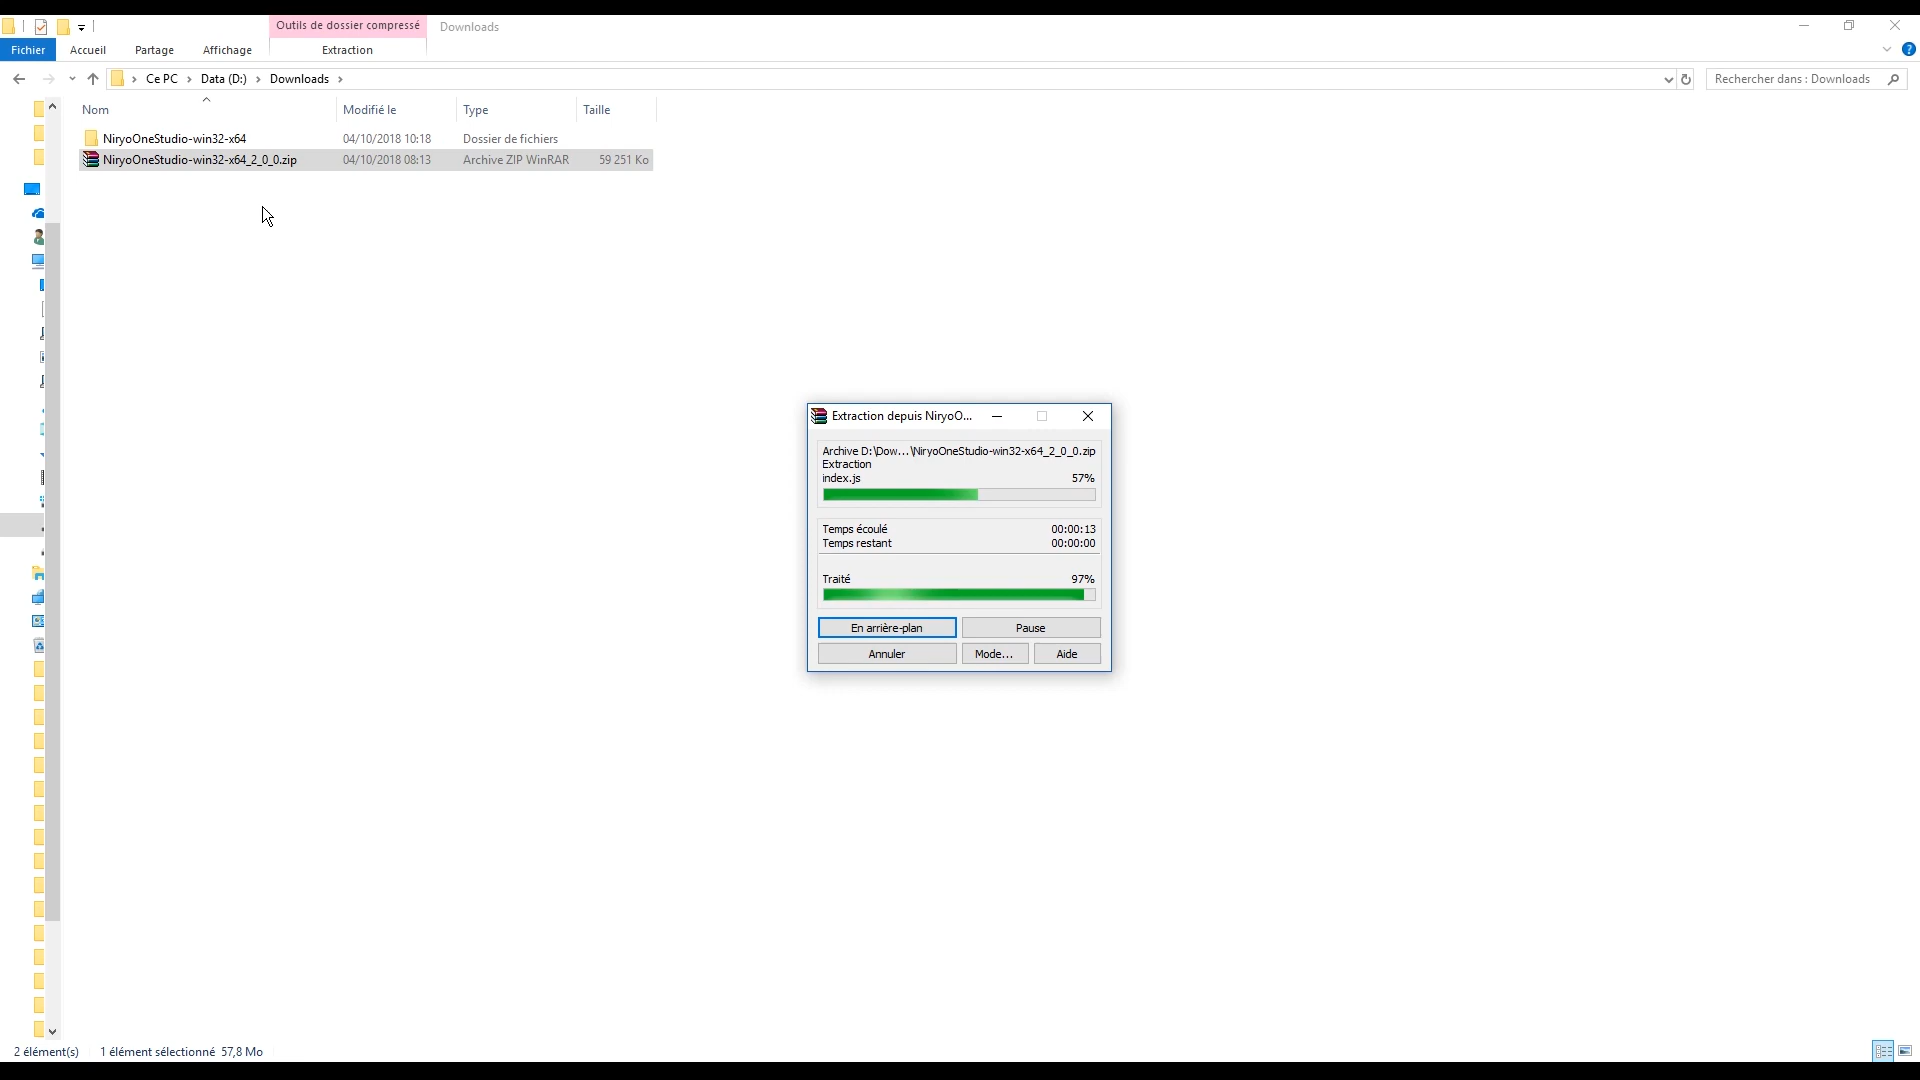 Outils de dossier compressé
Downloads
Fichier
Accueil
Partage
Affichage
Extraction
?
Ce PC
Data (D:)
Downloads
Rechercher dans : Downloads
Nom
Modifié le
Type
Taille
NiryoOneStudio-win32-x64
04/10/2018 10:18
Dossier de fichiers
NiryoOneStudio-win32-x64_2_0_0.zip
04/10/2018 08:13
Archive ZIP WinRAR
59 251 Ko
Extraction depuis NiryoO...
Archive D:\Dow...\NiryoOneStudio-win32-x64_2_0_0.zip
Extraction
index.js
57%
Temps écoulé
00:00:13
Temps restant
00:00:00
Traité
97%
En arrière-plan
Pause
Annuler
Mode...
Aide
2 élément(s)
1 élément sélectionné 57,8 Mo